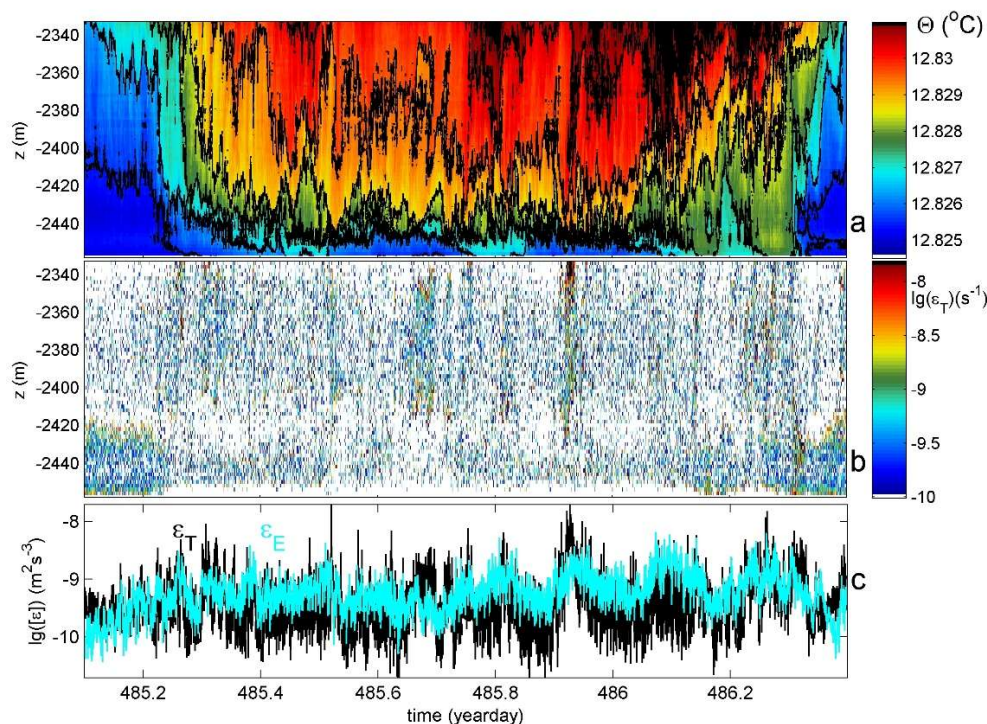 -2340
-2360
-2380
-2400
-2420
-2440
z (m)
a
Θ (°C)
12.83
12.829
12.828
12.827
12.826
12.825
-2340
-2360
-2380
-2400
-2420
-2440
z (m)
b
-8
lg(ε_T)(s⁻¹)
-8.5
-9
-9.5
-10
-8
-9
-10
lg([ε]) (m²s⁻³)
ε_T
ε_E
c
485.2
485.4
485.6
485.8
486
486.2
time (yearday)